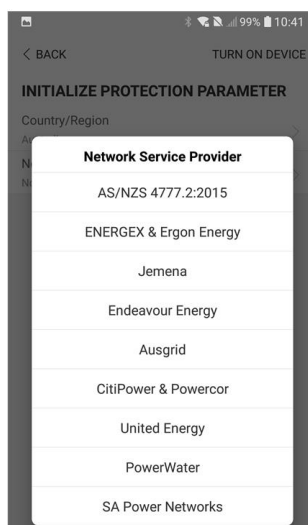 99% 10:41
BACK TURN ON DEVICE
INITIALIZE PROTECTION PARAMETER
Country/Region
Network Service Provider
AS/NZS 4777.2:2015
ENERGEX & Ergon Energy
Jemena
Endeavour Energy
Ausgrid
CitiPower & Powercor
United Energy
PowerWater
SA Power Networks